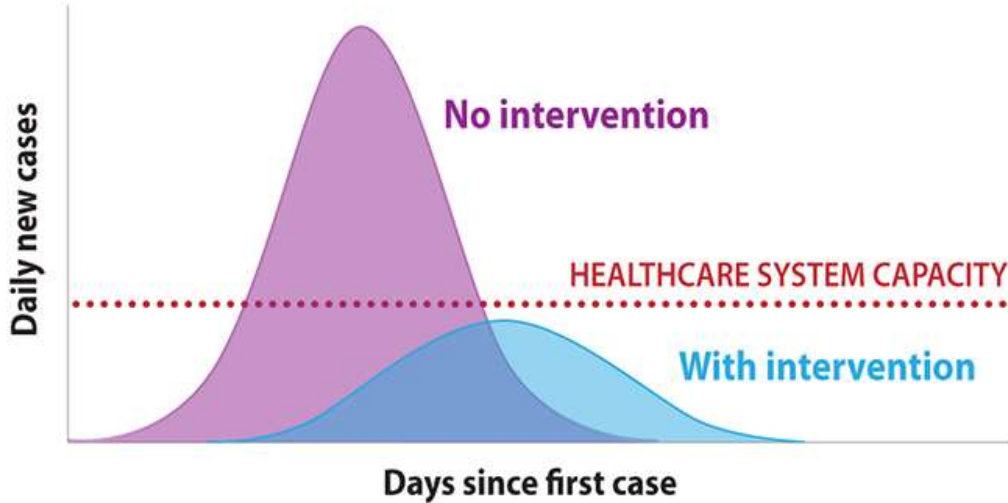 Daily new cases
No intervention
HEALTHCARE SYSTEM CAPACITY
With intervention
Days since first case